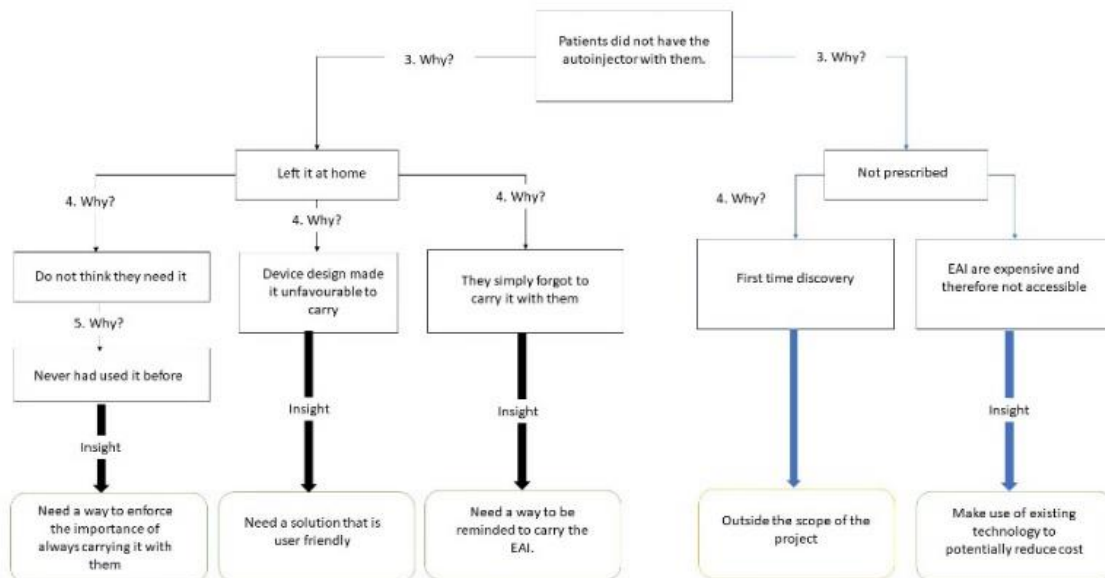 Patients did not have the
autoinjector with them.
3. Why?
3. Why?
Left it at home
Not prescribed
4. Why?
4. Why?
4. Why?
4. Why?
Do not think they need it
Device design made
it unfavourable to
carry
They simply forgot to
carry it with them
First time discovery
EAI are expensive and
therefore not accessible
5. Why?
Never had used it before
Insight
Insight
Insight
Insight
Need a way to enforce
the importance of
always carrying it with
them
Need a solution that is
user friendly
Need a way to be
reminded to carry the
EAI.
Outside the scope of the
project
Make use of existing
technology to
potentially reduce cost